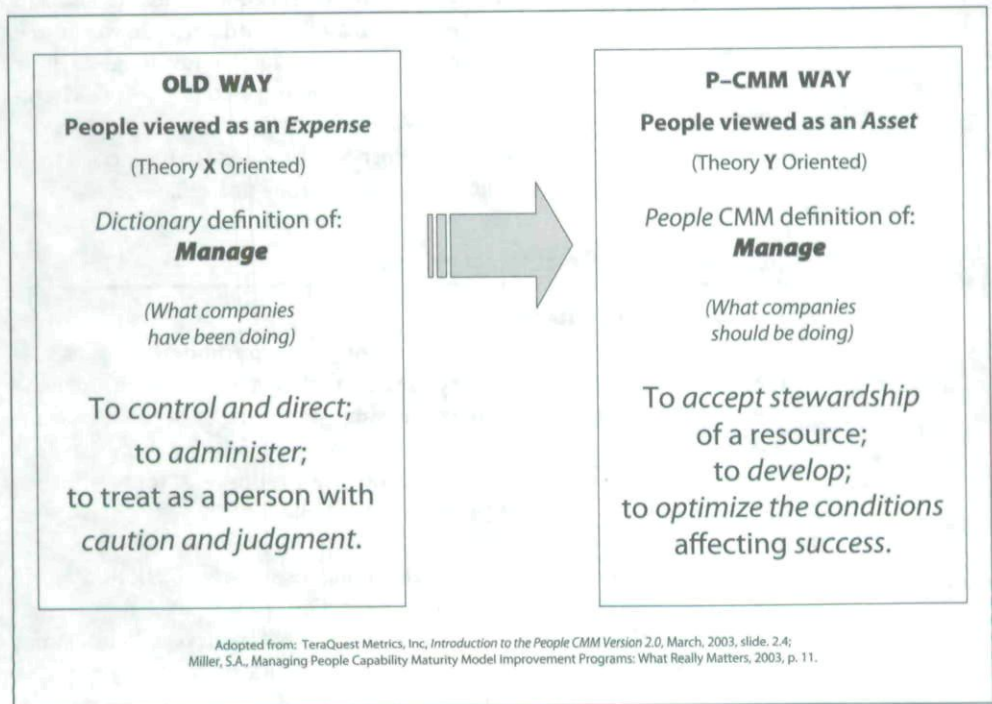 OLD WAY
People viewed as an Expense
(Theory X Oriented)
Dictionary definition of:
Manage
(What companies
have been doing)
To control and direct;
to administer;
to treat as a person with
caution and judgment.
P–CMM WAY
People viewed as an Asset
(Theory Y Oriented)
People CMM definition of:
Manage
(What companies
should be doing)
To accept stewardship
of a resource;
to develop;
to optimize the conditions
affecting success.
Adopted from: TeraQuest Metrics, Inc, Introduction to the People CMM Version 2.0, March, 2003, slide. 2.4;
Miller, S.A., Managing People Capability Maturity Model Improvement Programs: What Really Matters, 2003, p. 11.